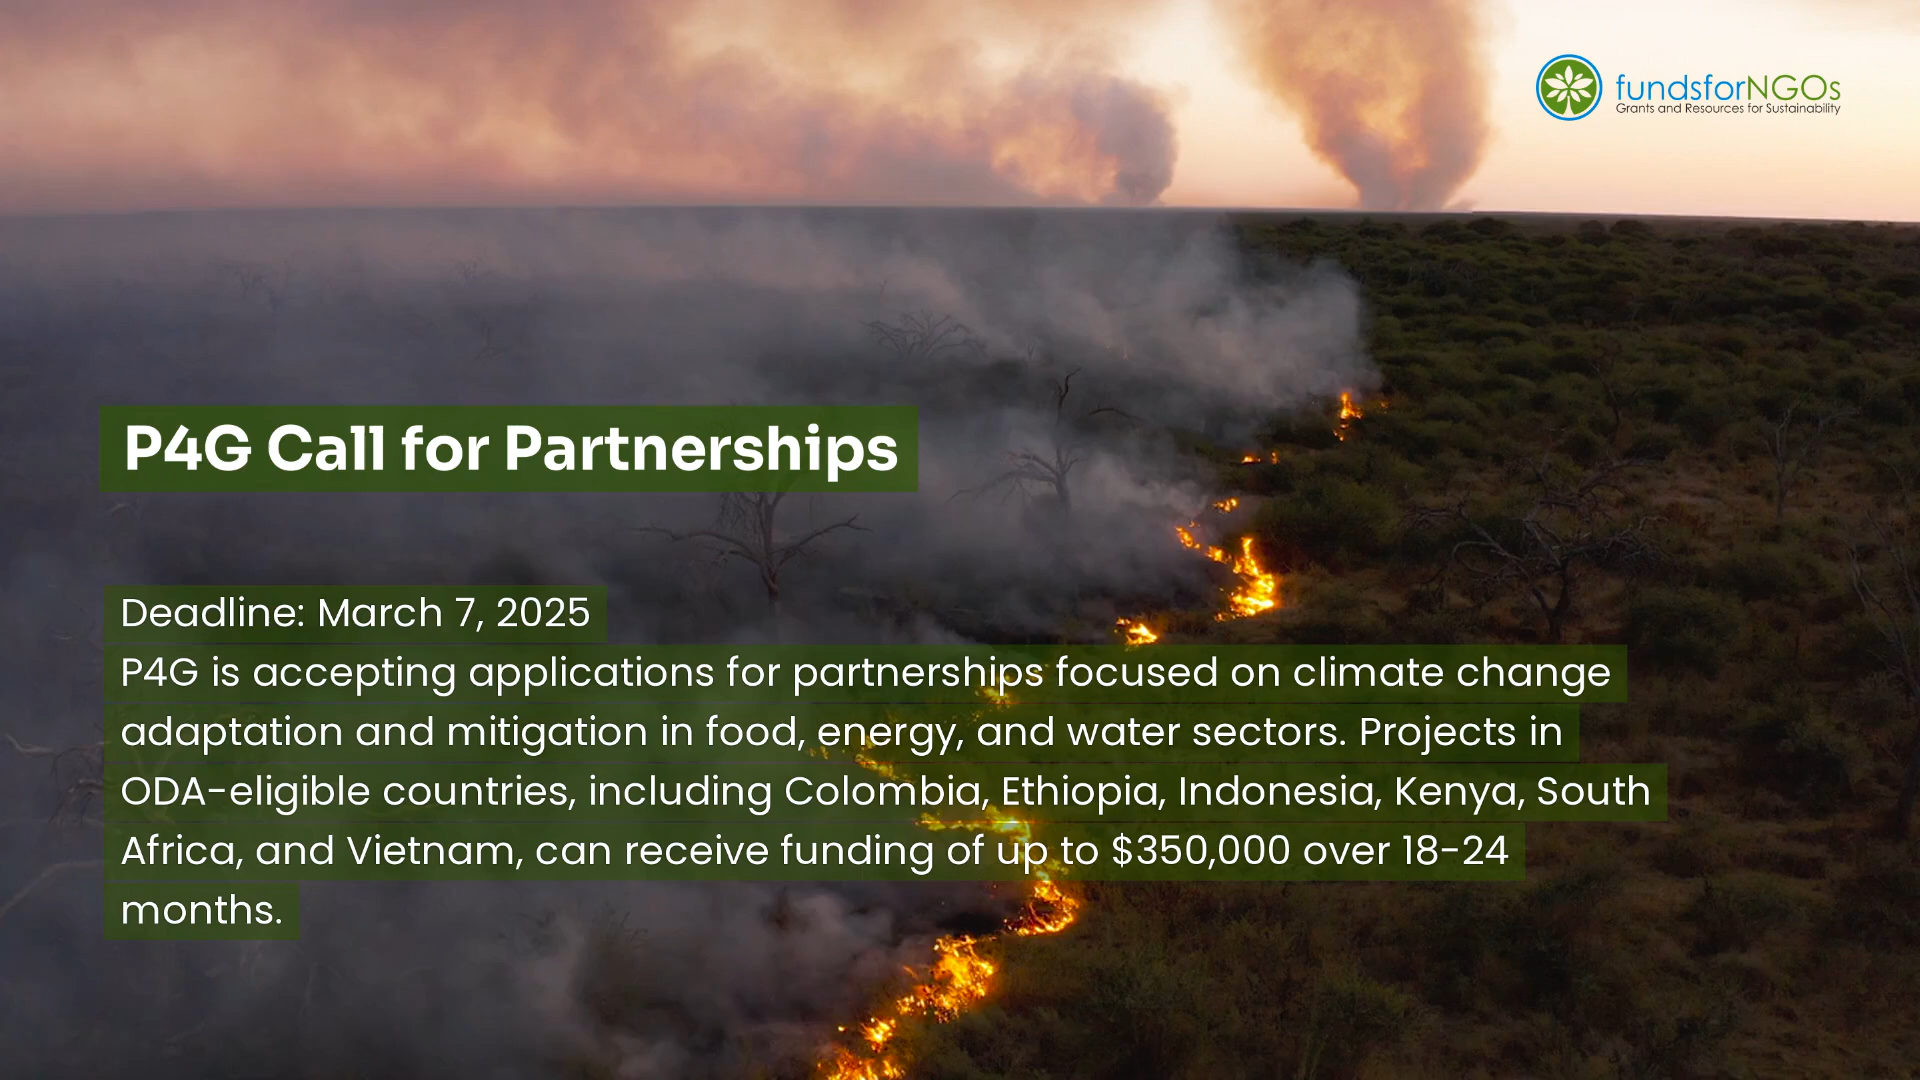 fundsforNGOs
Grants and Resources for Sustainability
P4G Call for Partnerships
Deadline: March 7, 2025
P4G is accepting applications for partnerships focused on climate change
adaptation and mitigation in food, energy, and water sectors. Projects in
ODA-eligible countries, including Colombia, Ethiopia, Indonesia, Kenya, South
Africa, and Vietnam, can receive funding of up to $350,000 over 18-24
months.